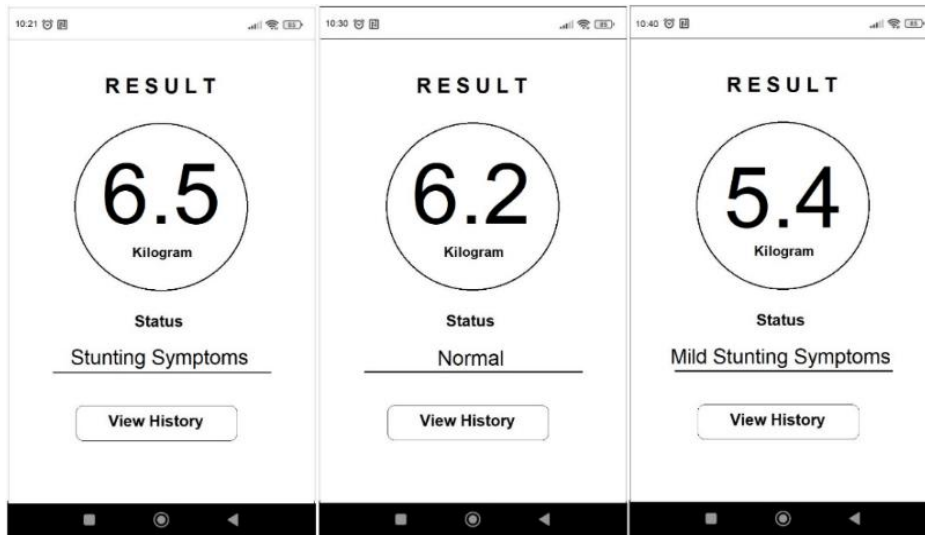 10:21
RESULT
6.5
Kilogram
Status
Stunting Symptoms
View History
10:30
RESULT
6.2
Kilogram
Status
Normal
View History
10:40
RESULT
5.4
Kilogram
Status
Mild Stunting Symptoms
View History